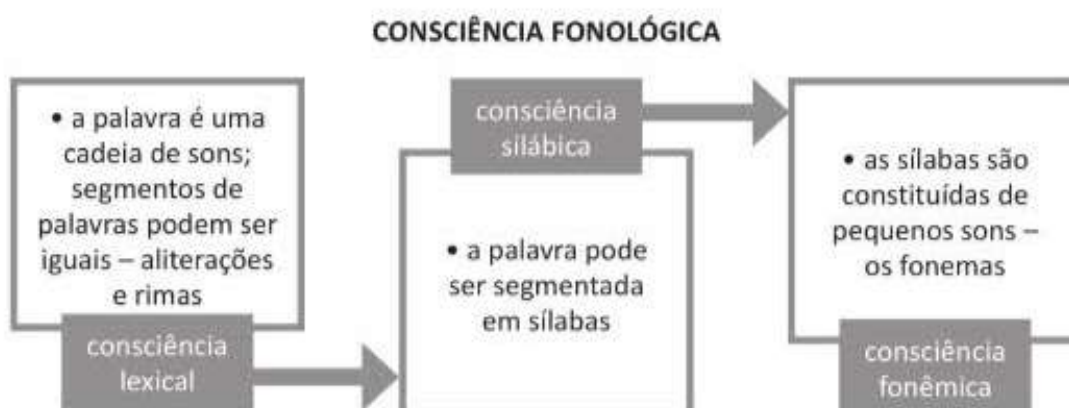 CONSCIÊNCIA FONOLÓGICA
• a palavra é uma
cadeia de sons;
segmentos de
palavras podem ser
iguais – aliterações
e rimas
consciência
lexical
consciência
silábica
• a palavra pode
ser segmentada
em sílabas
• as sílabas são
constituídas de
pequenos sons –
os fonemas
consciência
fonêmica